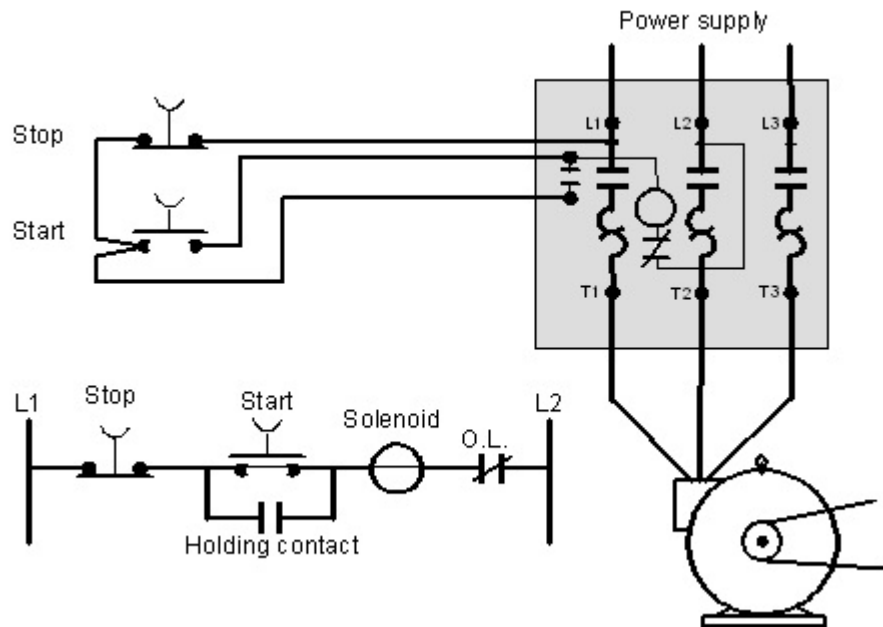 Power supply
L1 L2 L3
Stop
Start
T1 T2 T3
L1 Stop Start Solenoid O.L. L2
Holding contact